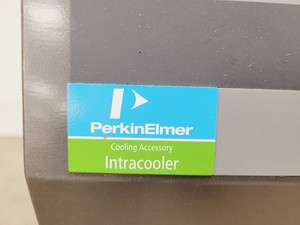 PerkinElmer
Cooling Accessory
Intracooler